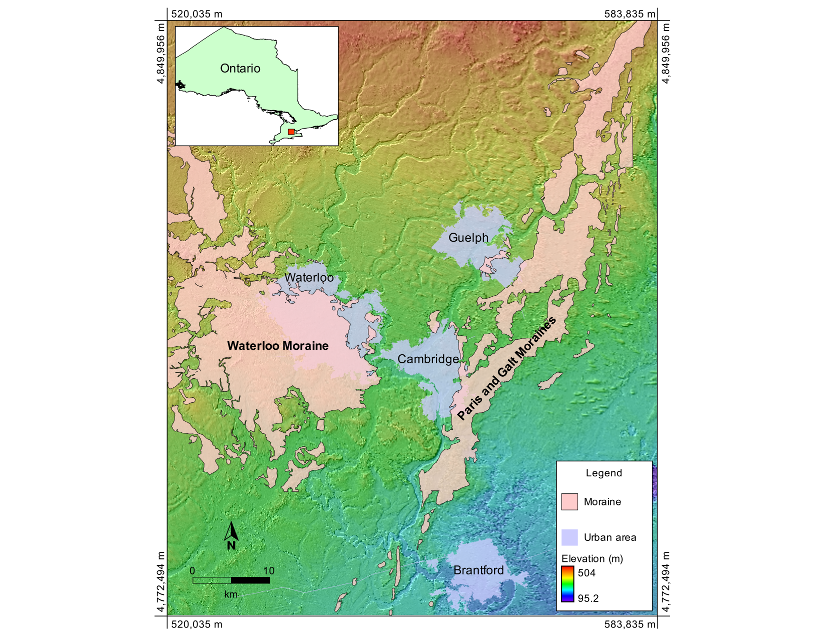 520,035 m
583,835 m
4,849,956 m
4,849,956 m
Ontario
Guelph
Waterloo
Waterloo Moraine
Cambridge
Paris and Galt Moraines
Legend
Moraine
Urban area
Elevation (m)
504
95.2
N
0
10
km
Brantford
4,772,494 m
4,772,494 m
520,035 m
583,835 m